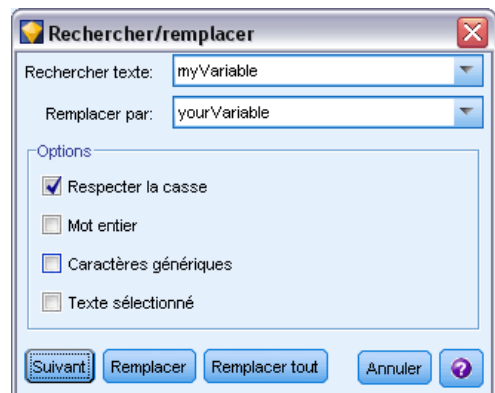 Rechercher/remplacer
Rechercher texte: myVariable
Remplacer par: yourVariable
Options
Respecter la casse
Mot entier
Caractères génériques
Texte sélectionné
Suivant Remplacer Remplacer tout Annuler ?